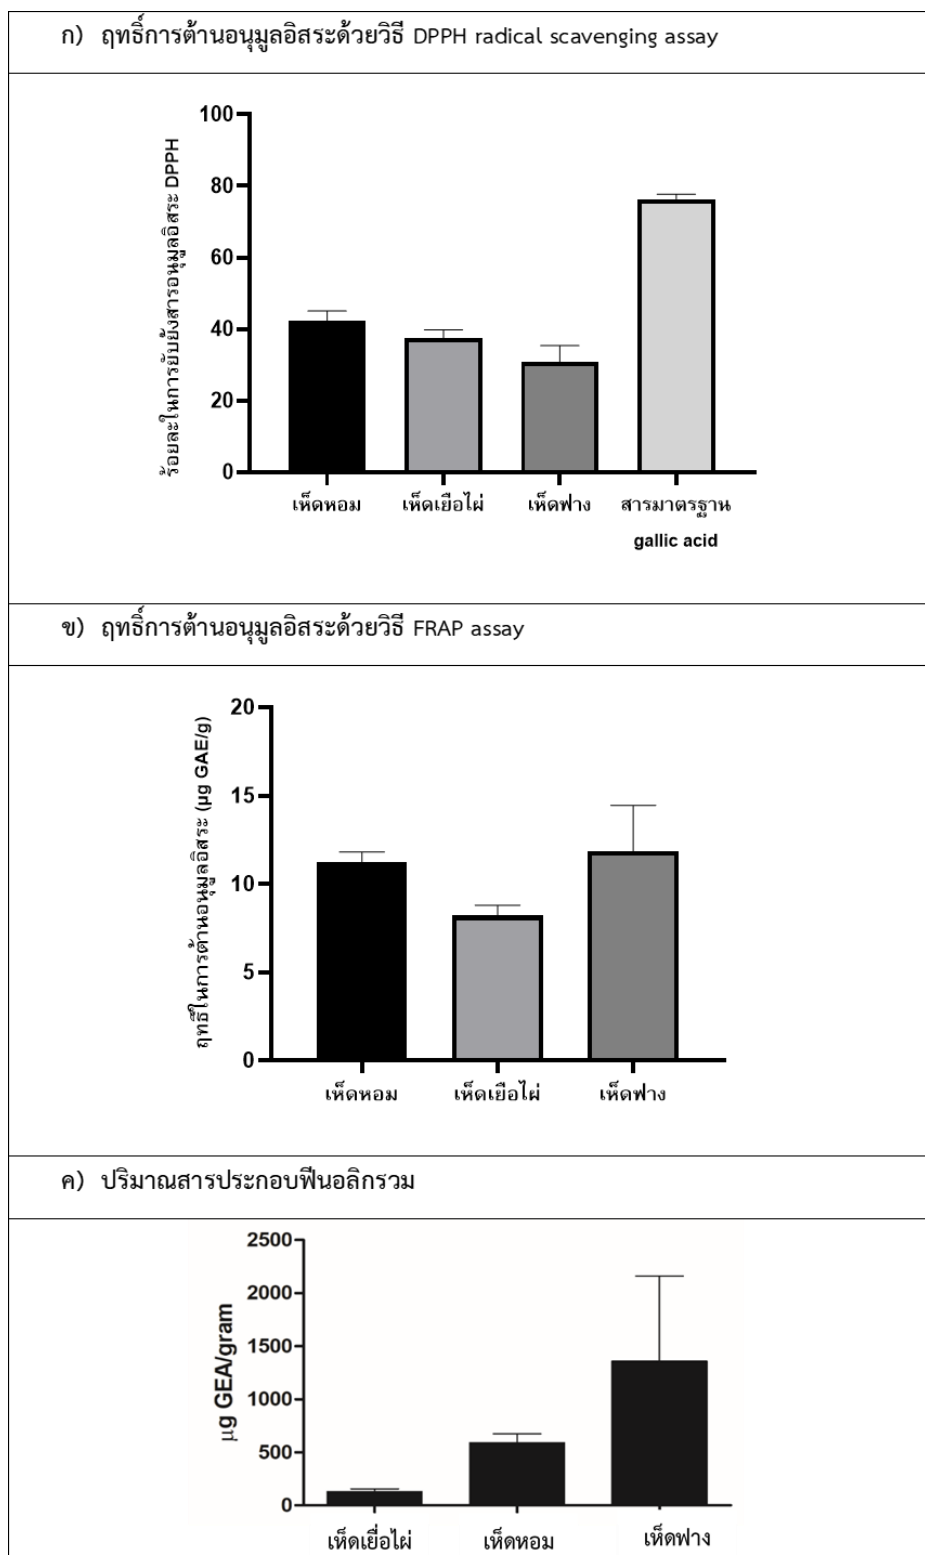 ก) ฤทธิ์การต้านอนุมูลอิสระด้วยวิธี DPPH radical scavenging assay
ร้อยละในการยับยั้งสารอนุมูลอิสระ DPPH
100
80
60
40
20
0
เห็ดหอม เห็ดเยื่อไผ่ เห็ดฟาง สารมาตรฐาน
gallic acid
ข) ฤทธิ์การต้านอนุมูลอิสระด้วยวิธี FRAP assay
ฤทธิ์ในการต้านอนุมูลอิสระ (µg GAE/g)
20
15
10
5
0
เห็ดหอม เห็ดเยื่อไผ่ เห็ดฟาง
ค) ปริมาณสารประกอบฟีนอลิกรวม
µg GEA/gram
2500
2000
1500
1000
500
0
เห็ดเยื่อไผ่ เห็ดหอม เห็ดฟาง